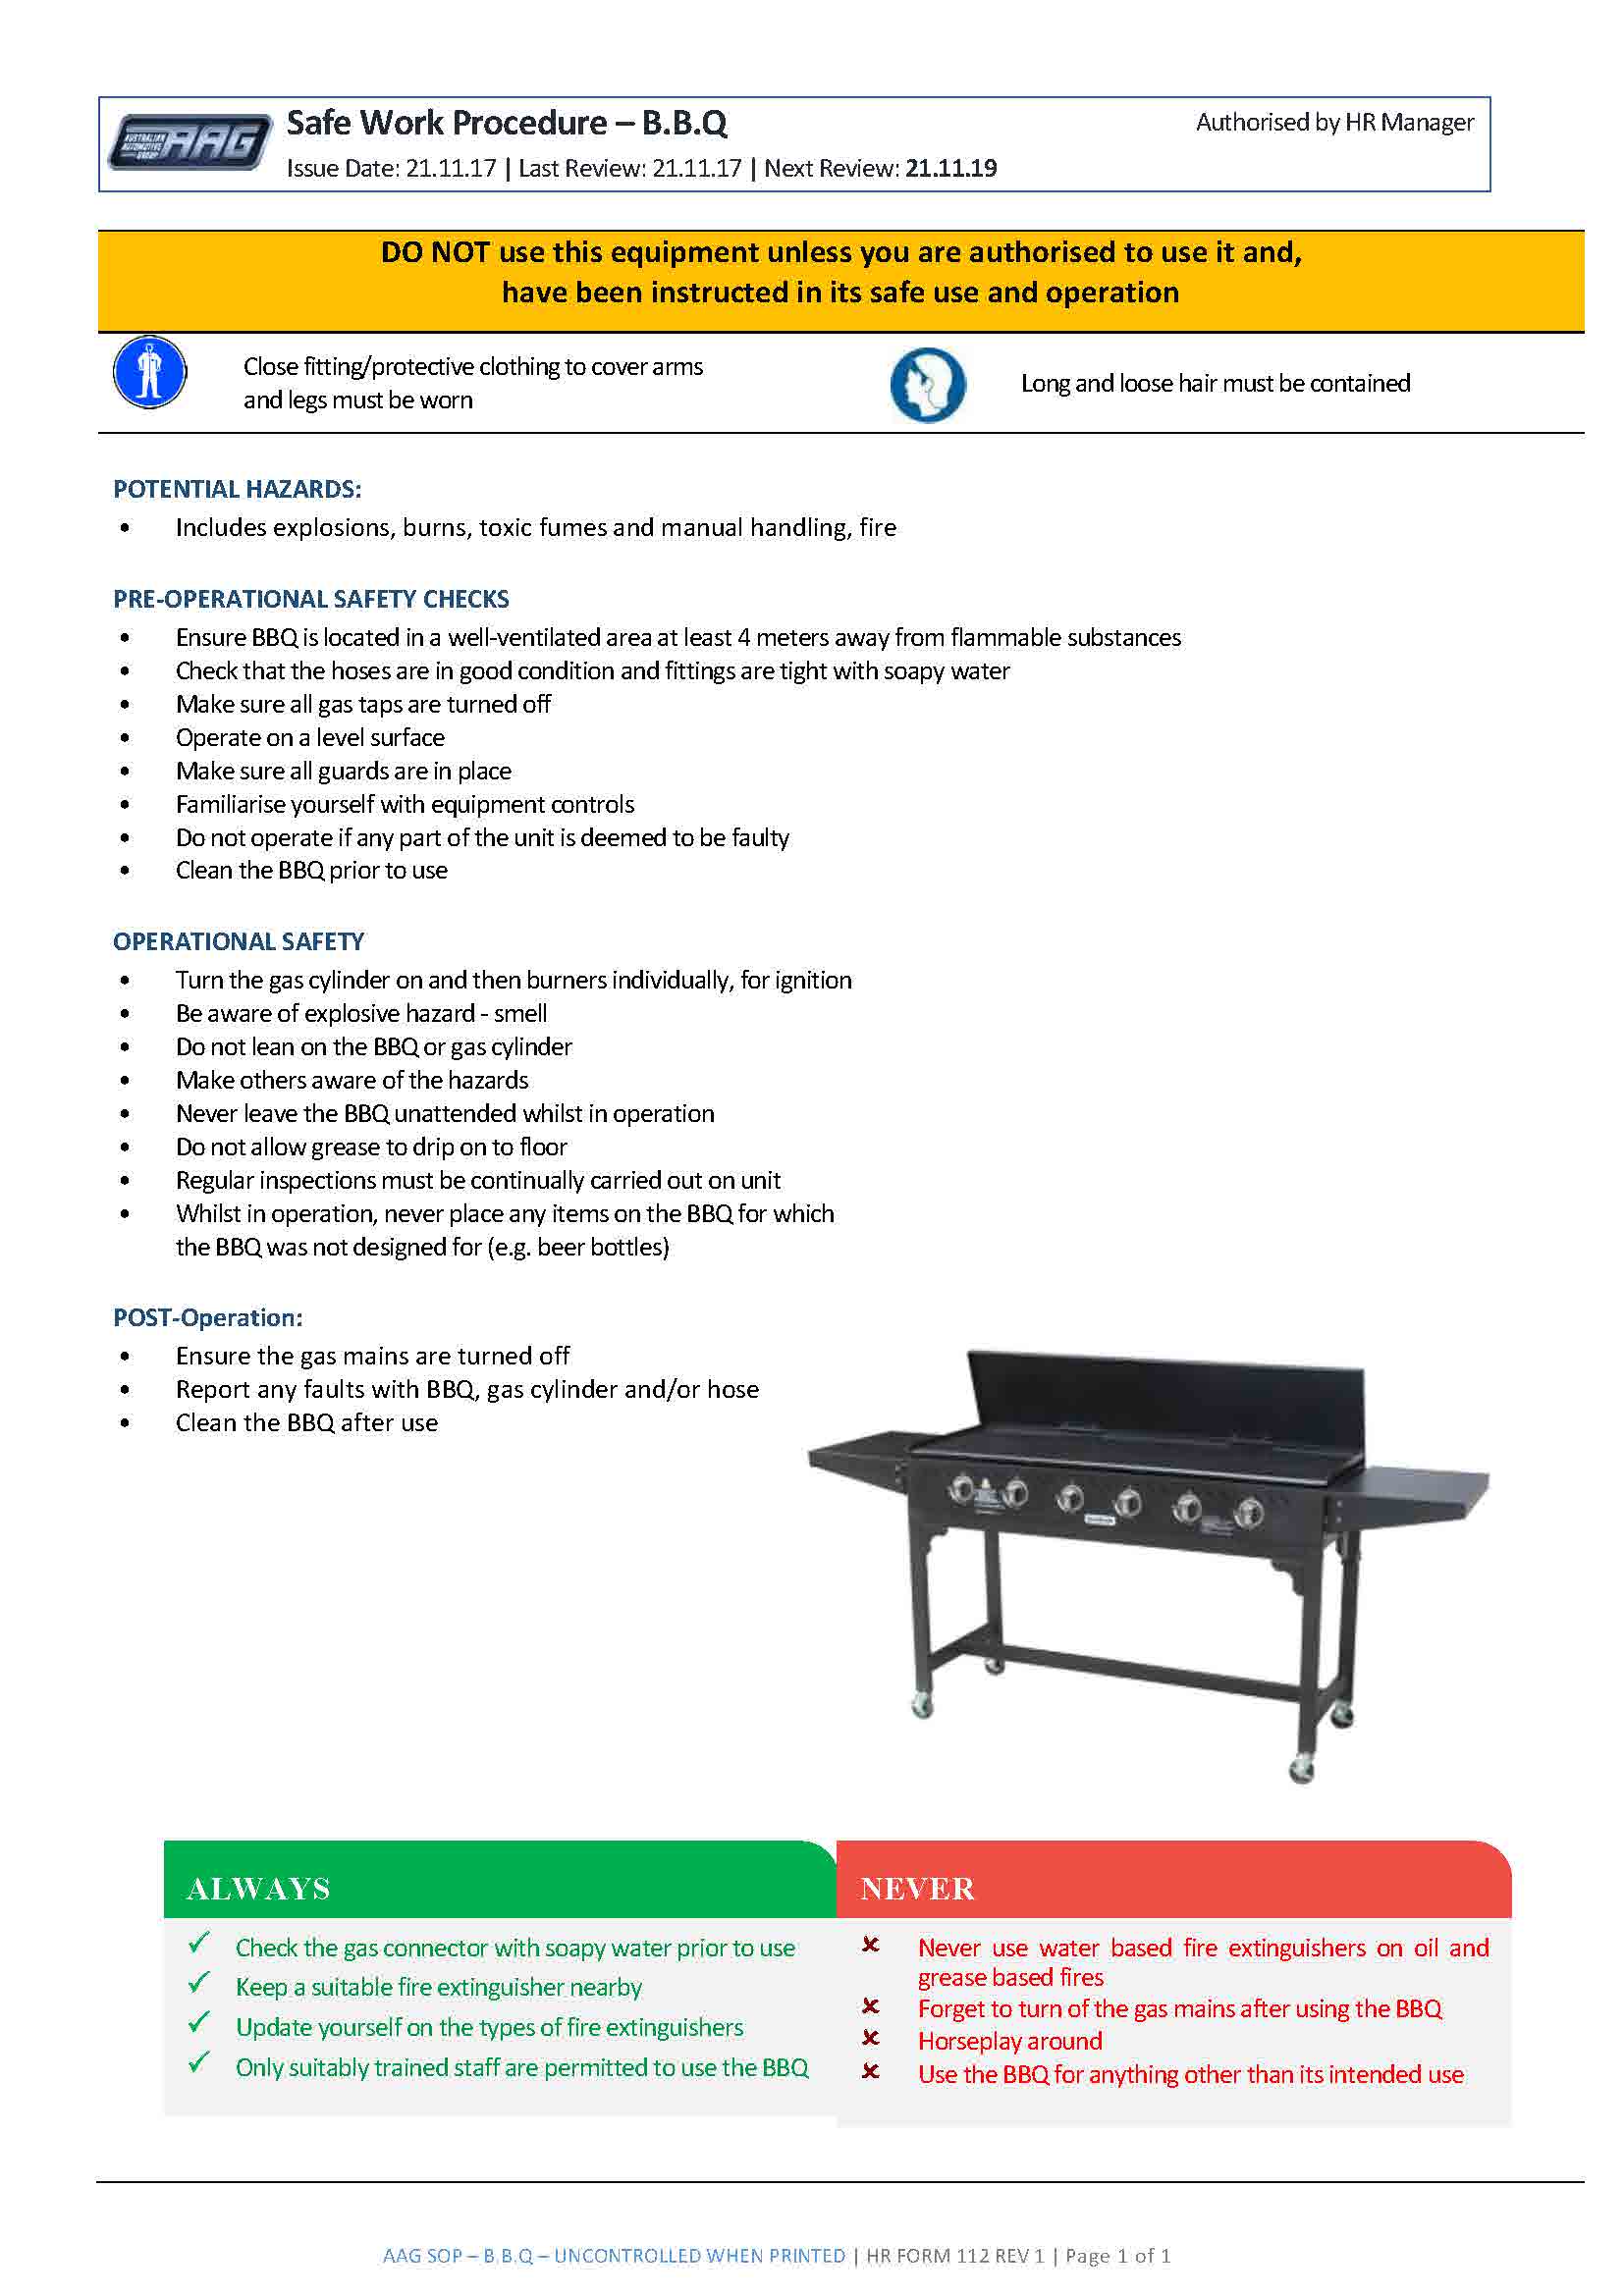 AUSTRALIAN
AUTOMOTIVE
GROUP
AAG
Safe Work Procedure – B.B.Q
Authorised by HR Manager
Issue Date: 21.11.17 | Last Review: 21.11.17 | Next Review: 21.11.19
DO NOT use this equipment unless you are authorised to use it and,
have been instructed in its safe use and operation
Close fitting/protective clothing to cover arms
and legs must be worn
Long and loose hair must be contained
POTENTIAL HAZARDS:
• Includes explosions, burns, toxic fumes and manual handling, fire
PRE-OPERATIONAL SAFETY CHECKS
• Ensure BBQ is located in a well-ventilated area at least 4 meters away from flammable substances
• Check that the hoses are in good condition and fittings are tight with soapy water
• Make sure all gas taps are turned off
• Operate on a level surface
• Make sure all guards are in place
• Familiarise yourself with equipment controls
• Do not operate if any part of the unit is deemed to be faulty
• Clean the BBQ prior to use
OPERATIONAL SAFETY
• Turn the gas cylinder on and then burners individually, for ignition
• Be aware of explosive hazard - smell
• Do not lean on the BBQ or gas cylinder
• Make others aware of the hazards
• Never leave the BBQ unattended whilst in operation
• Do not allow grease to drip on to floor
• Regular inspections must be continually carried out on unit
• Whilst in operation, never place any items on the BBQ for which
the BBQ was not designed for (e.g. beer bottles)
POST-Operation:
• Ensure the gas mains are turned off
• Report any faults with BBQ, gas cylinder and/or hose
• Clean the BBQ after use
ALWAYS
✓ Check the gas connector with soapy water prior to use
✓ Keep a suitable fire extinguisher nearby
✓ Update yourself on the types of fire extinguishers
✓ Only suitably trained staff are permitted to use the BBQ
NEVER
✘ Never use water based fire extinguishers on oil and
grease based fires
✘ Forget to turn of the gas mains after using the BBQ
✘ Horseplay around
✘ Use the BBQ for anything other than its intended use
AAG SOP – B.B.Q – UNCONTROLLED WHEN PRINTED | HR FORM 112 REV 1 | Page 1 of 1